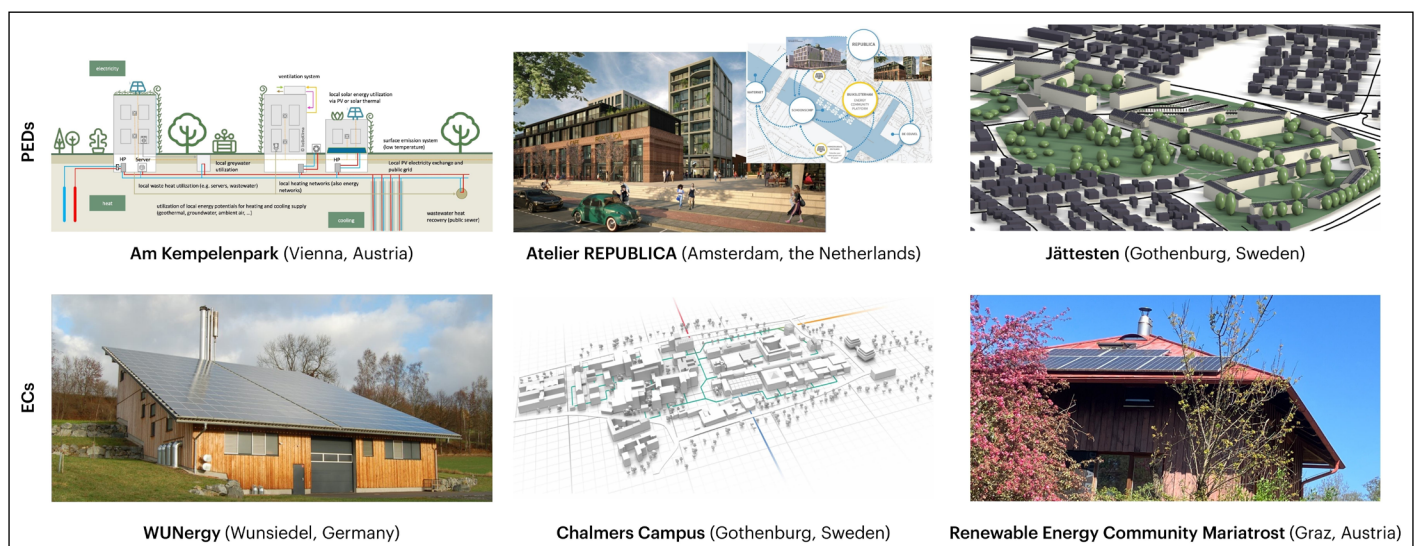 PEDs
electricity
ventilation system
local solar energy utilization
via PV or solar thermal
surface emission system
(low temperature)
HP
Server
HP
local greywater
utilization
Local PV electricity exchange and
public grid
local waste heat utilization (e.g. servers, wastewater)
local heating networks (also energy
networks)
heat
utilization of local energy potentials for heating and cooling supply
(geothermal, groundwater, ambient air, ...)
cooling
wastewater heat
recovery (public sewer)
REPUBLICA
Am Kempelenpark (Vienna, Austria)
Atelier REPUBLICA (Amsterdam, the Netherlands)
Jättesten (Gothenburg, Sweden)
ECs
WUNergy (Wunsiedel, Germany)
Chalmers Campus (Gothenburg, Sweden)
Renewable Energy Community Mariatrost (Graz, Austria)